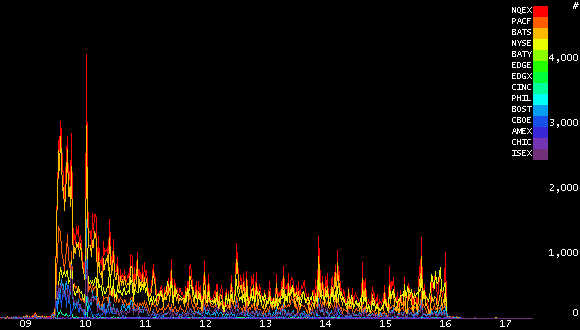 NQEX #
PACF
BATS
NYSE
BATY
EDGE 4,000
EDGX
CINC
PHIL
BOST
CBOE 3,000
AMEX
CHIC
ISEX
2,000
1,000
0
09 10 11 12 13 14 15 16 17